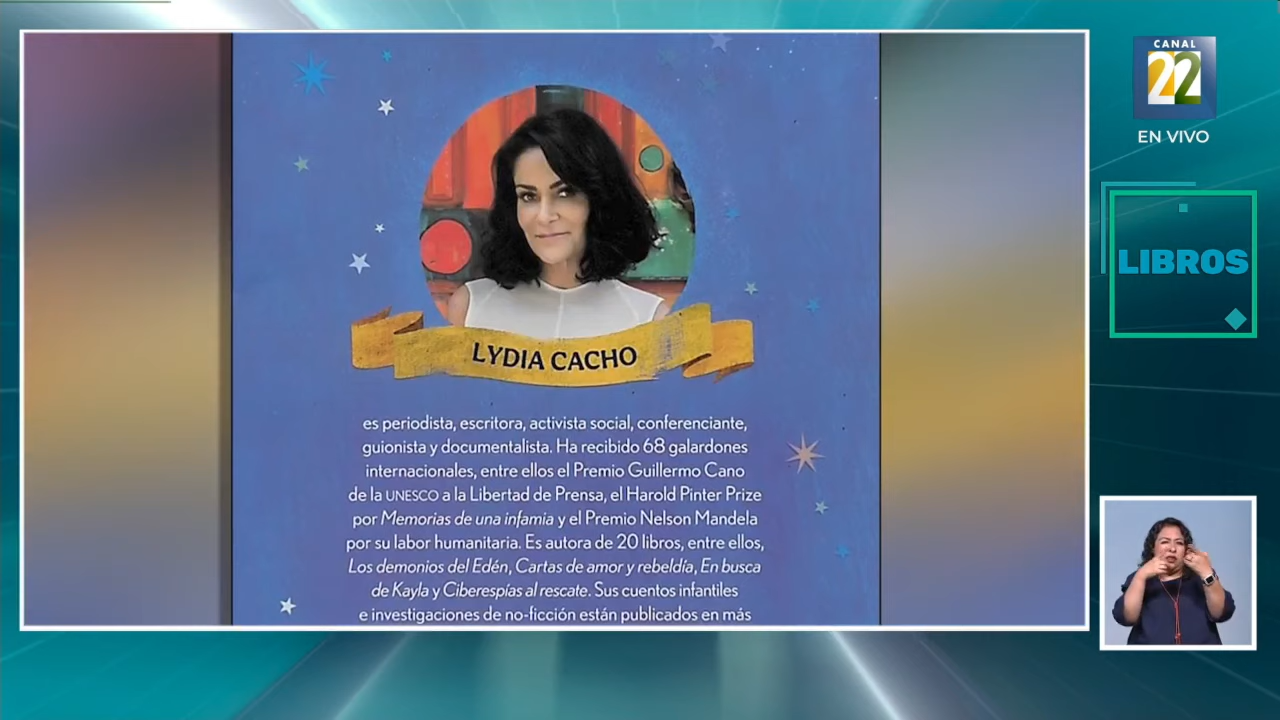 CANAL
22
EN VIVO
LIBROS
LYDIA CACHO
es periodista, escritora, activista social, conferenciante,
guionista y documentalista. Ha recibido 68 galardones
internacionales, entre ellos el Premio Guillermo Cano
de la UNESCO a la Libertad de Prensa, el Harold Pinter Prize
por Memorias de una infamia y el Premio Nelson Mandela
por su labor humanitaria. Es autora de 20 libros, entre ellos,
Los demonios del Edén, Cartas de amor y rebeldía, En busca
de Kayla y Ciberespías al rescate. Sus cuentos infantiles
e investigaciones de no-ficción están publicados en más